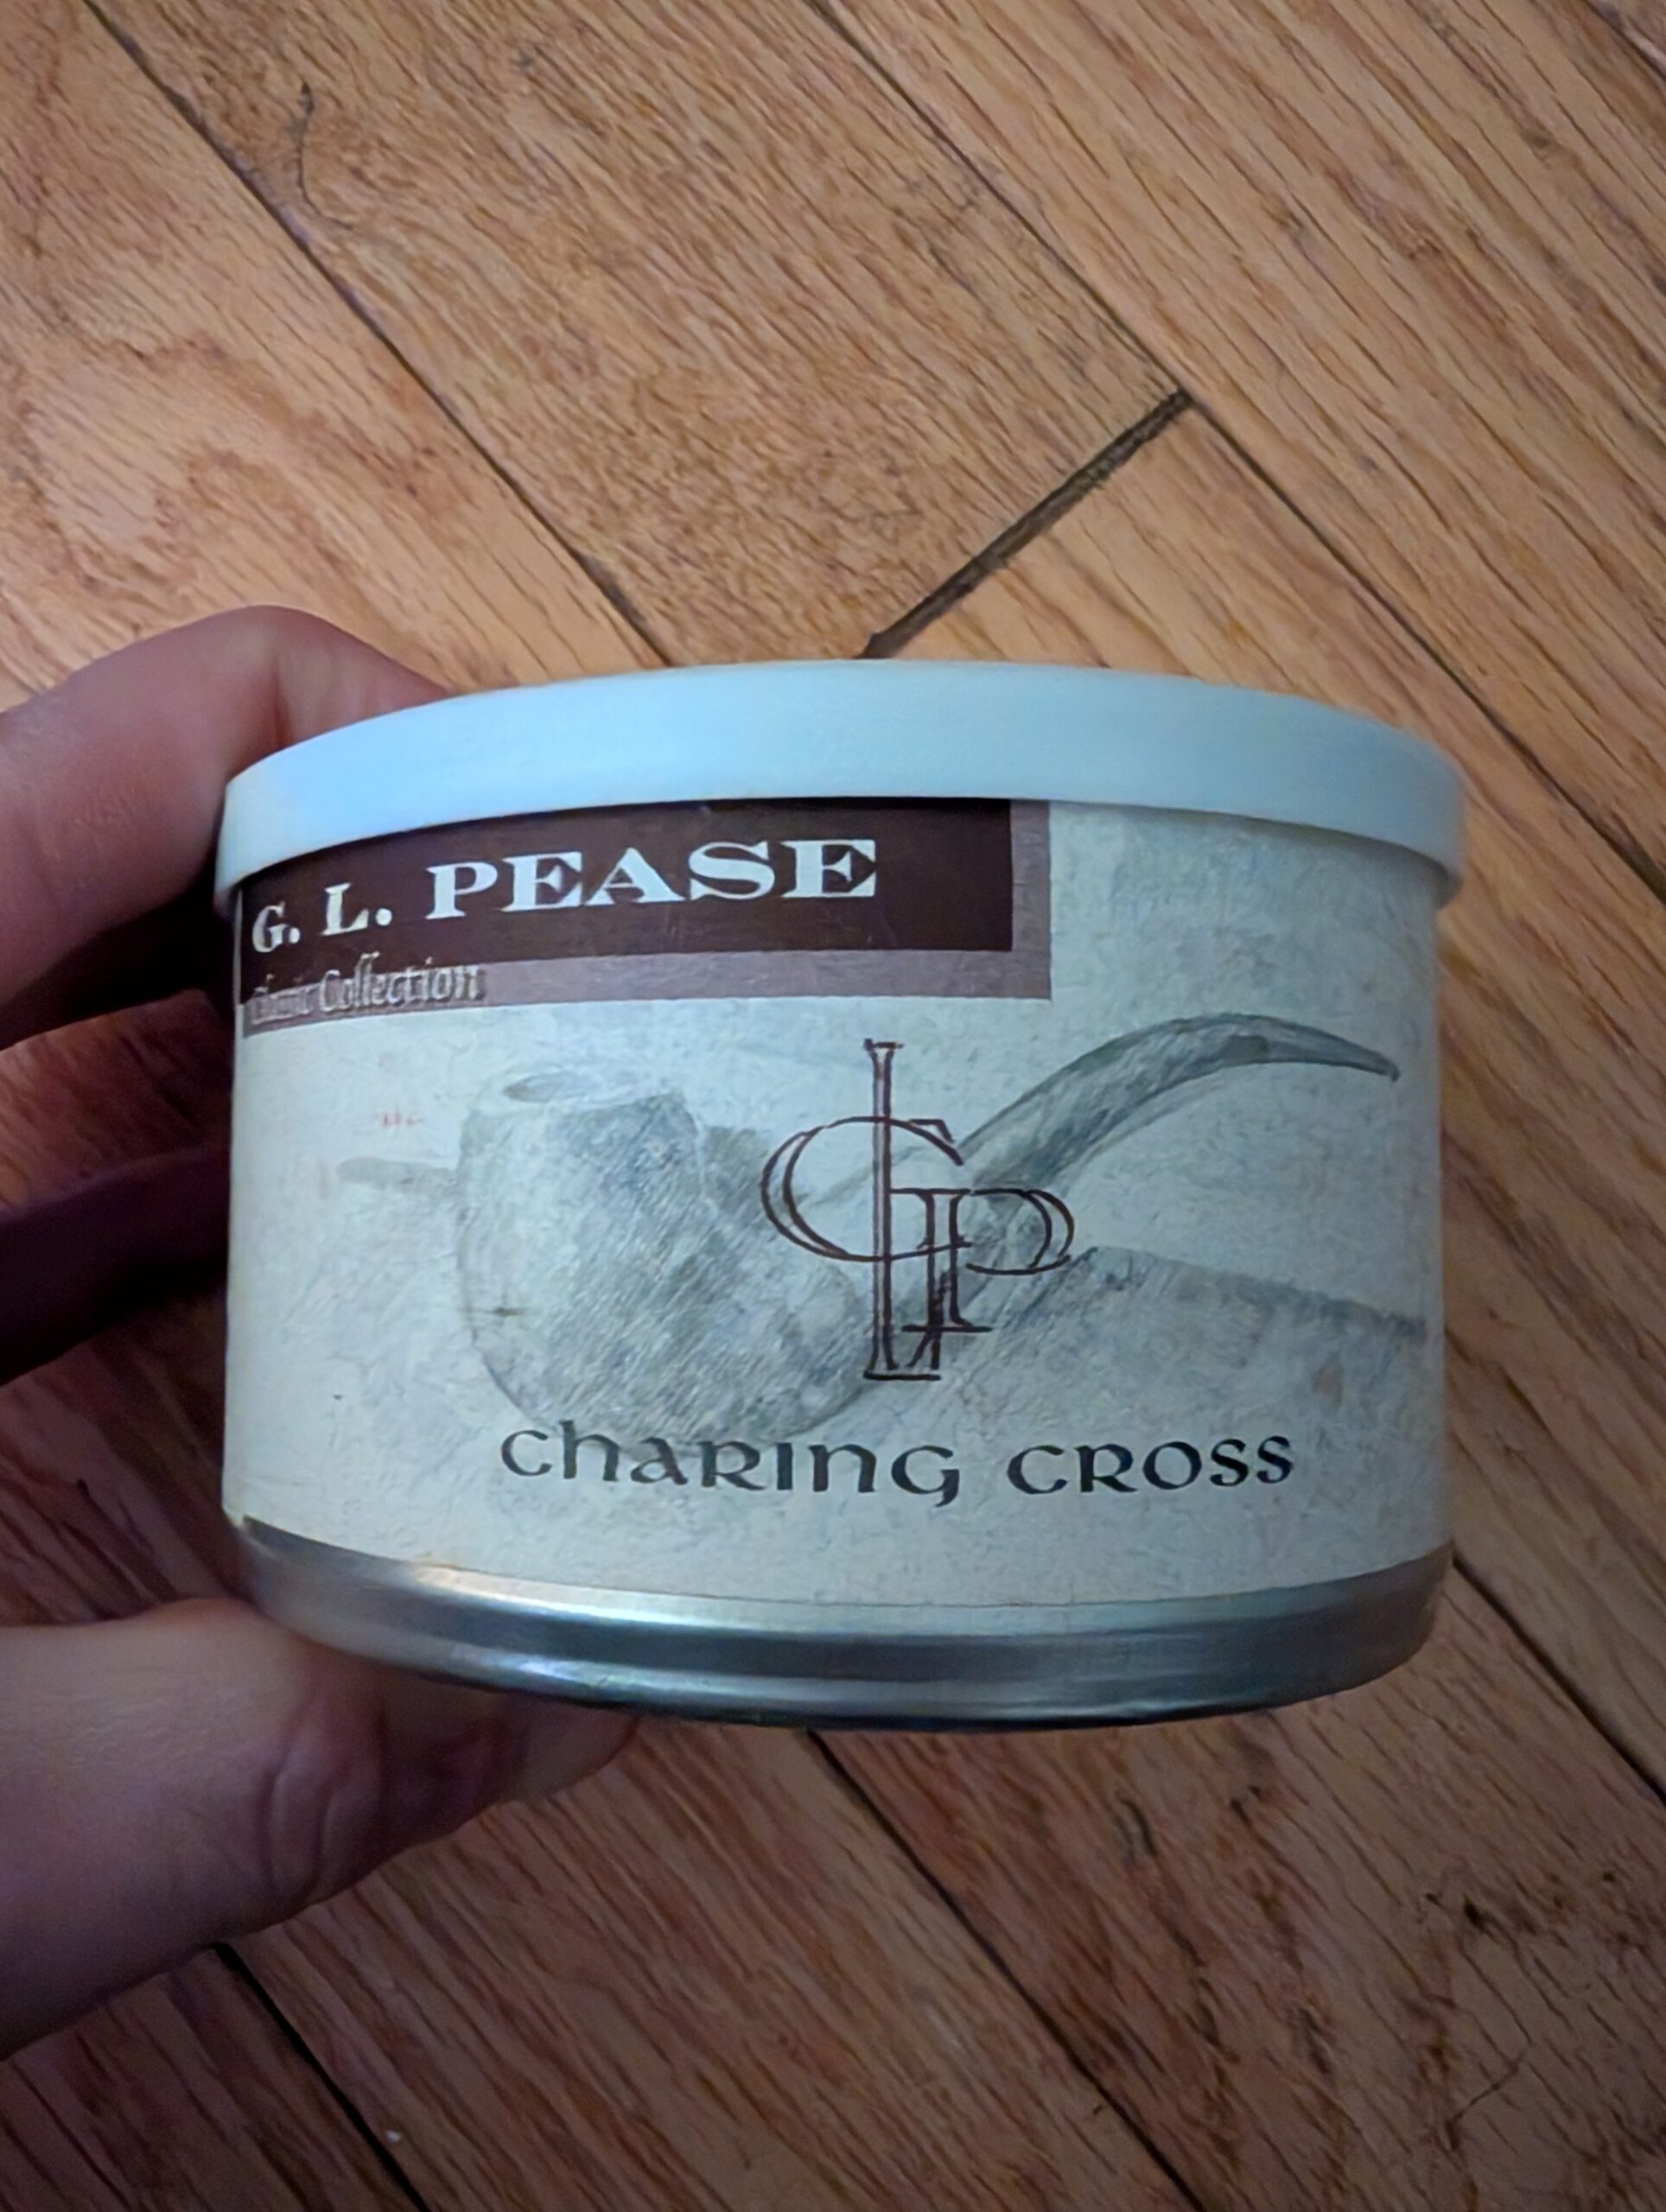 G. L. PEASE
Classic Collection
GLP
Charing Cross